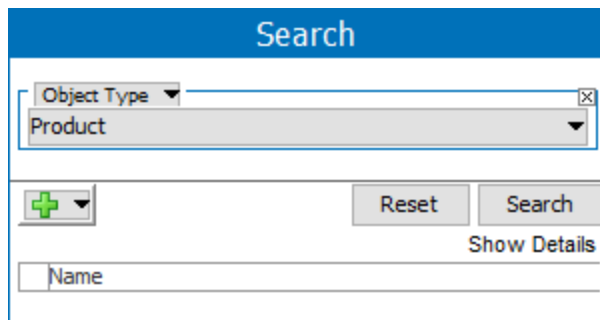 Search
Object Type
Product
Reset Search
Show Details
Name